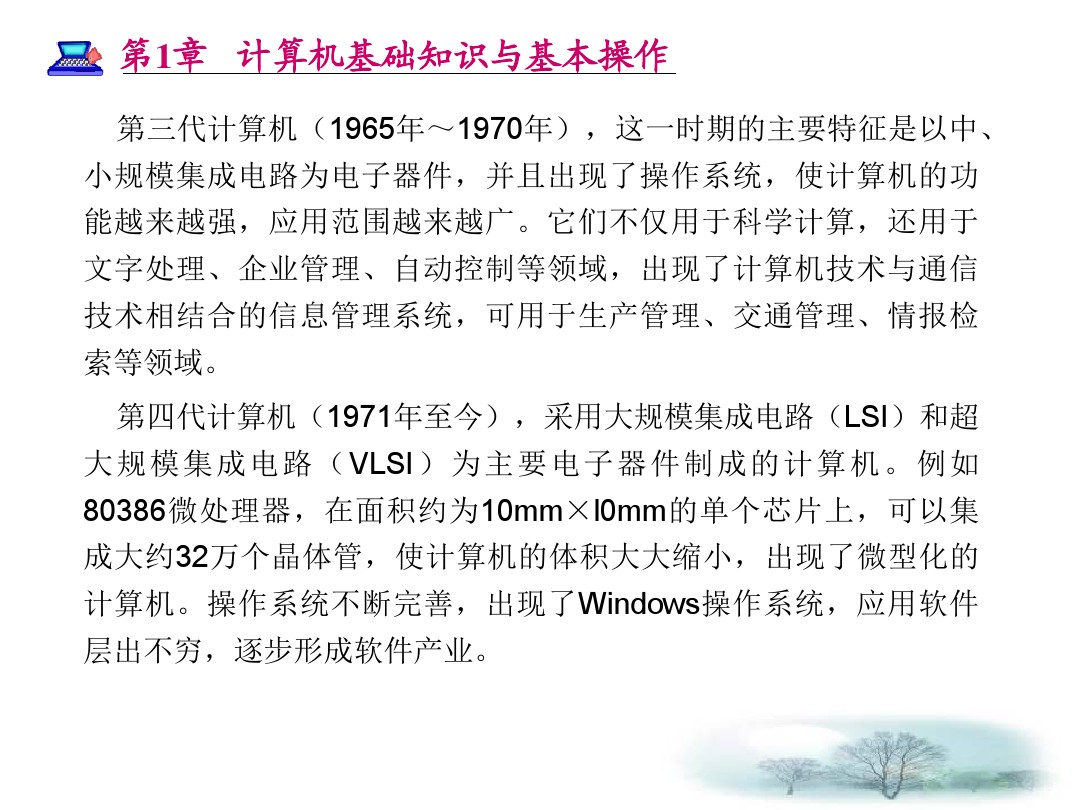 第1章 计算机基础知识与基本操作
第三代计算机（1965年～1970年），这一时期的主要特征是以中、
小规模集成电路为电子器件，并且出现了操作系统，使计算机的功
能越来越强，应用范围越来越广。它们不仅用于科学计算，还用于
文字处理、企业管理、自动控制等领域，出现了计算机技术与通信
技术相结合的信息管理系统，可用于生产管理、交通管理、情报检
索等领域。
第四代计算机（1971年至今），采用大规模集成电路（LSI）和超
大规模集成电路（VLSI）为主要电子器件制成的计算机。例如
80386微处理器，在面积约为10mm×l0mm的单个芯片上，可以集
成大约32万个晶体管，使计算机的体积大大缩小，出现了微型化的
计算机。操作系统不断完善，出现了Windows操作系统，应用软件
层出不穷，逐步形成软件产业。